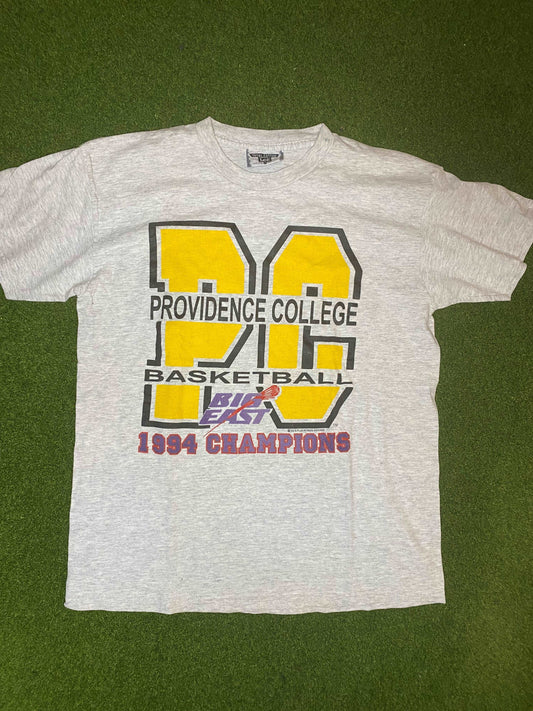 PC
PROVIDENCE COLLEGE
BASKETBALL
BIG
EAST
1994 CHAMPIONS